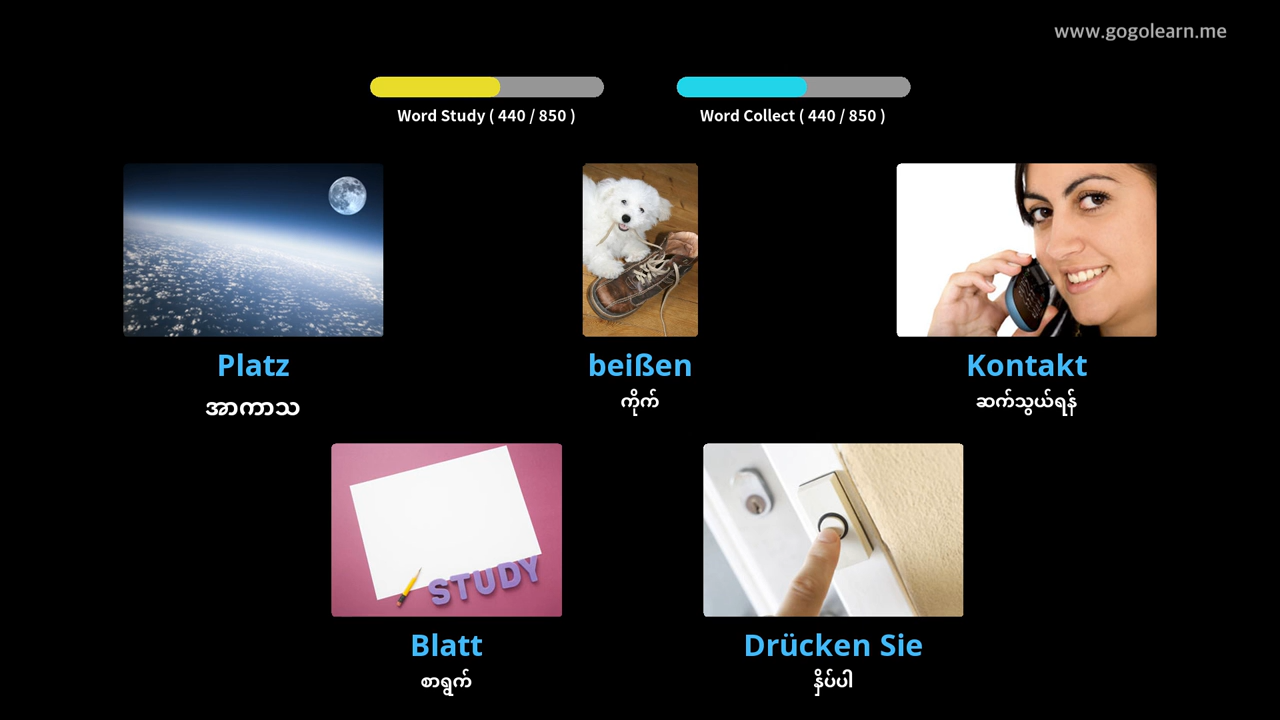 www.gogolearn.me
Word Study ( 440 / 850 )
Word Collect ( 440 / 850 )
Platz
အာကာသ
beißen
ကိုက်
Kontakt
ဆက်သွယ်ရန်
STUDY
Blatt
စာရွက်
Drücken Sie
နှိပ်ပါ